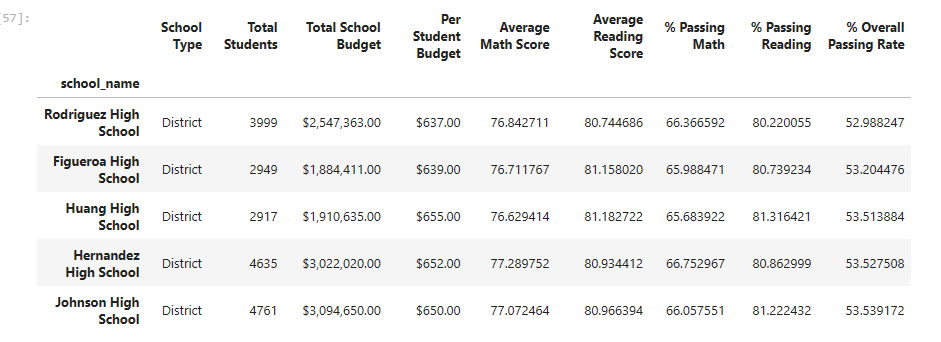 [57]:
School Type Total Students Total School Budget Per Student Budget Average Math Score Average Reading Score % Passing Math % Passing Reading % Overall Passing Rate
school_name
Rodriguez High School District 3999 $2,547,363.00 $637.00 76.842711 80.744686 66.366592 80.220055 52.988247
Figueroa High School District 2949 $1,884,411.00 $639.00 76.711767 81.158020 65.988471 80.739234 53.204476
Huang High School District 2917 $1,910,635.00 $655.00 76.629414 81.182722 65.683922 81.316421 53.513884
Hernandez High School District 4635 $3,022,020.00 $652.00 77.289752 80.934412 66.752967 80.862999 53.527508
Johnson High School District 4761 $3,094,650.00 $650.00 77.072464 80.966394 66.057551 81.222432 53.539172